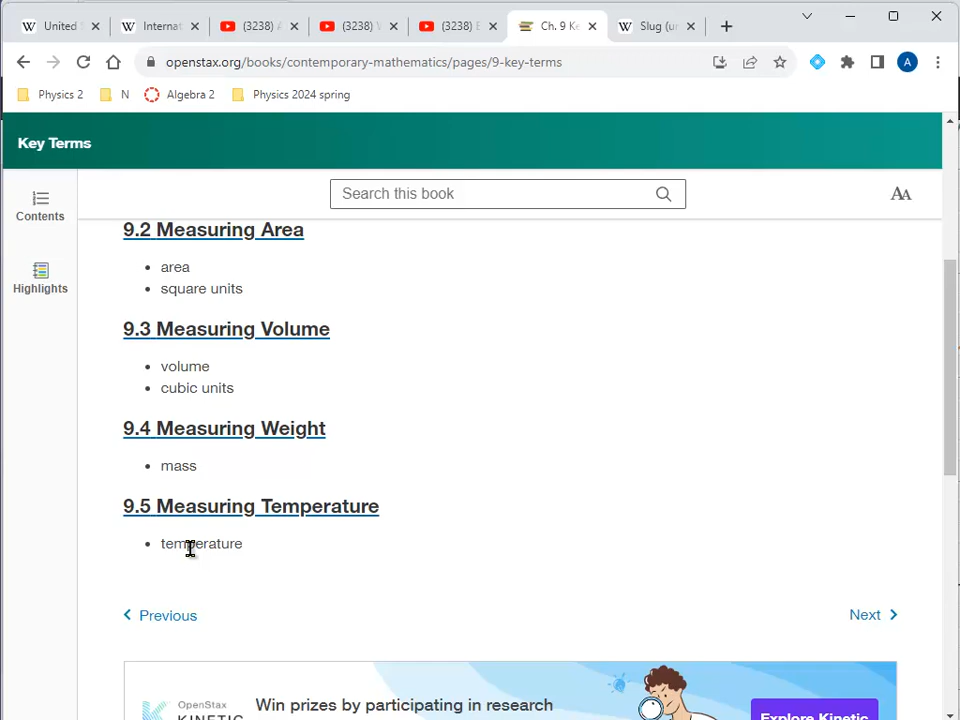 United
Internat
(3238) A
(3238) V
(3238) E
Ch. 9 Ke
Slug (un
A
openstax.org/books/contemporary-mathematics/pages/9-key-terms
Physics 2
N
Algebra 2
Physics 2024 spring
Key Terms
Contents
Search this book
AA
Highlights
9.2 Measuring Area
• area
• square units
9.3 Measuring Volume
• volume
• cubic units
9.4 Measuring Weight
• mass
9.5 Measuring Temperature
• temperature
Previous
Next
OpenStax
KINETIC
Win prizes by participating in research
Explore Kinetic